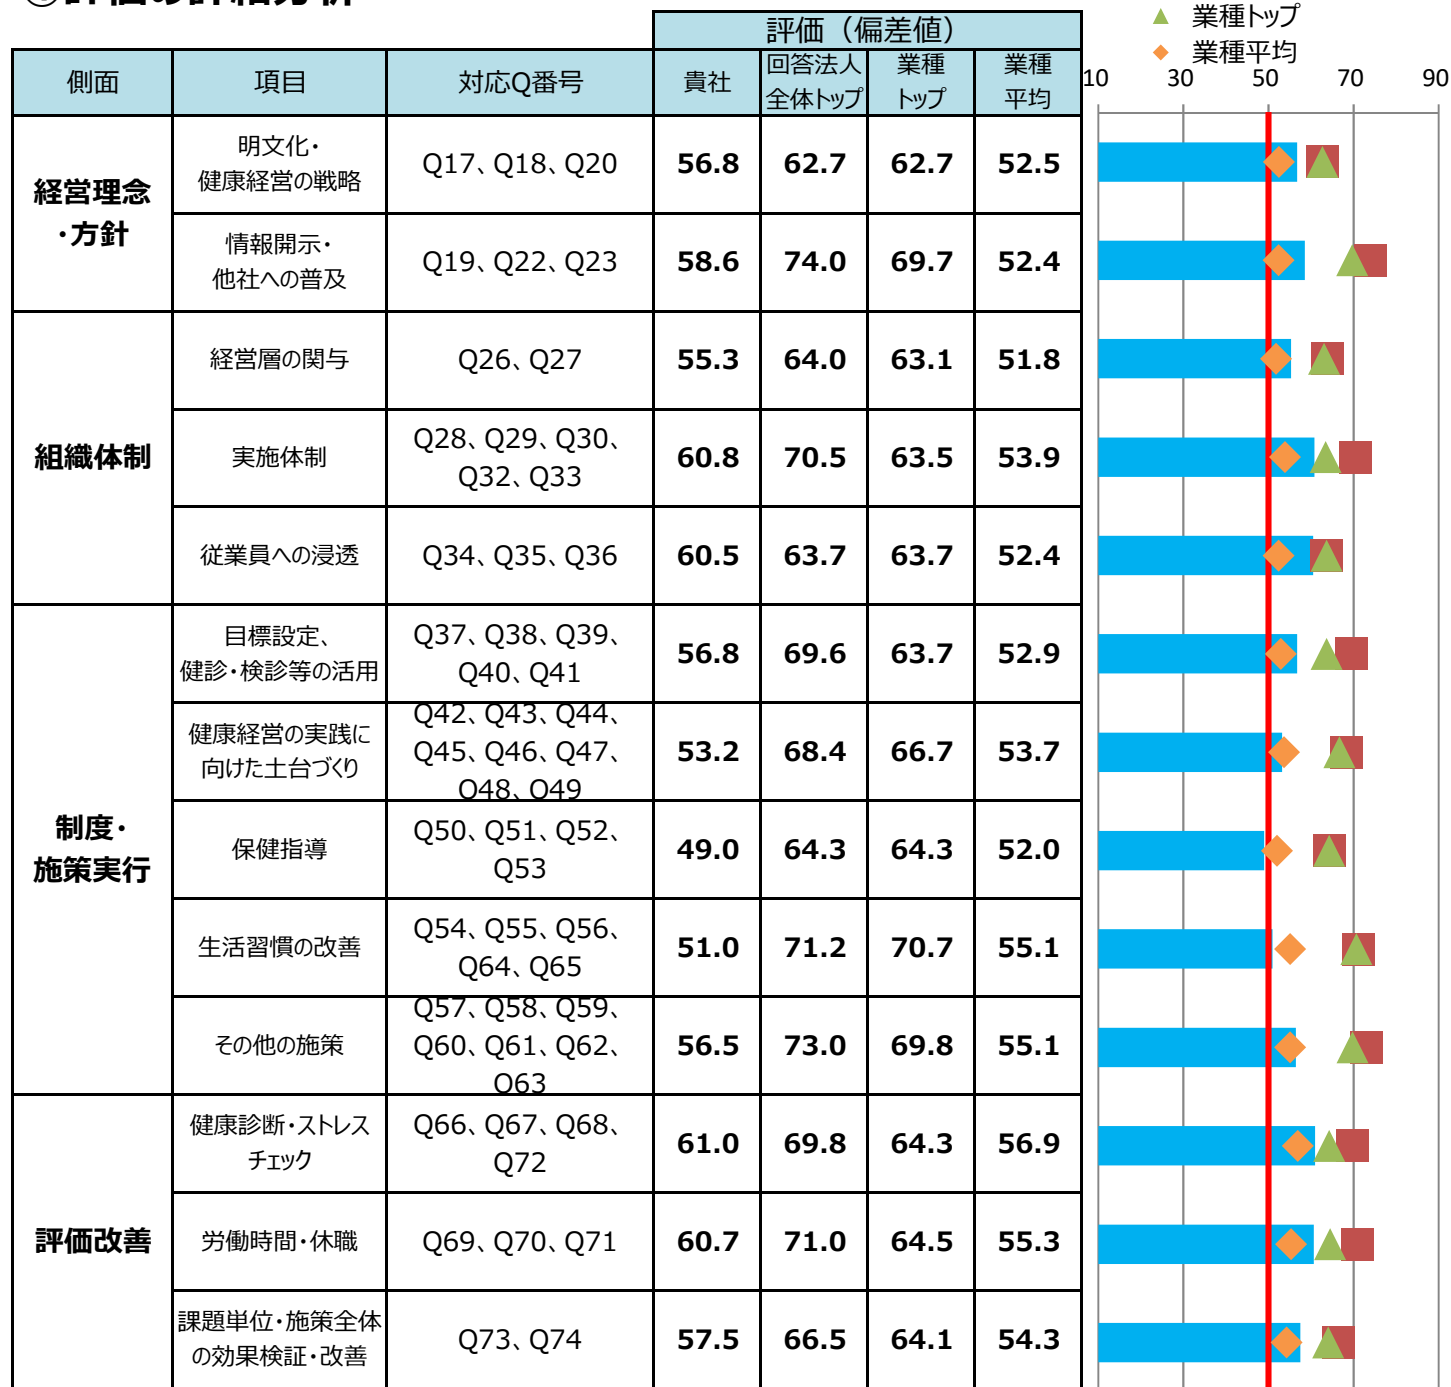 ①評価の詳細分析
▲ 業種トップ
◆ 業種平均
評価（偏差値）
側面 項目 対応Q番号 貴社 回答法人全体トップ 業種トップ 業種平均
10 30 50 70 90
経営理念・方針
明文化・健康経営の戦略 Q17、Q18、Q20 56.8 62.7 62.7 52.5
情報開示・他社への普及 Q19、Q22、Q23 58.6 74.0 69.7 52.4
組織体制
経営層の関与 Q26、Q27 55.3 64.0 63.1 51.8
実施体制 Q28、Q29、Q30、Q32、Q33 60.8 70.5 63.5 53.9
従業員への浸透 Q34、Q35、Q36 60.5 63.7 63.7 52.4
制度・施策実行
目標設定、健診・検診等の活用 Q37、Q38、Q39、Q40、Q41 56.8 69.6 63.7 52.9
健康経営の実践に向けた土台づくり Q42、Q43、Q44、Q45、Q46、Q47、Q48、Q49 53.2 68.4 66.7 53.7
保健指導 Q50、Q51、Q52、Q53 49.0 64.3 64.3 52.0
生活習慣の改善 Q54、Q55、Q56、Q64、Q65 51.0 71.2 70.7 55.1
その他の施策 Q57、Q58、Q59、Q60、Q61、Q62、Q63 56.5 73.0 69.8 55.1
評価改善
健康診断・ストレスチェック Q66、Q67、Q68、Q72 61.0 69.8 64.3 56.9
労働時間・休職 Q69、Q70、Q71 60.7 71.0 64.5 55.3
課題単位・施策全体の効果検証・改善 Q73、Q74 57.5 66.5 64.1 54.3